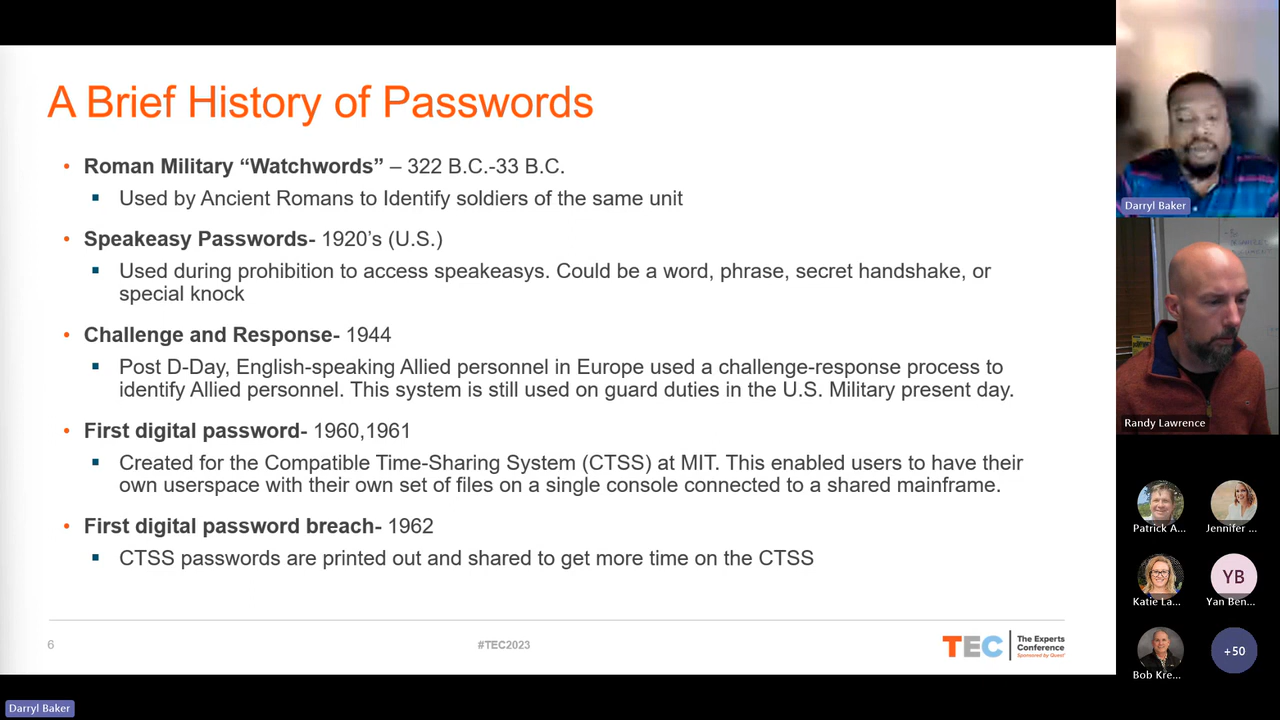 A Brief History of Passwords
• Roman Military “Watchwords” – 322 B.C.-33 B.C.
▪ Used by Ancient Romans to Identify soldiers of the same unit
• Speakeasy Passwords- 1920’s (U.S.)
▪ Used during prohibition to access speakeasys. Could be a word, phrase, secret handshake, or
special knock
• Challenge and Response- 1944
▪ Post D-Day, English-speaking Allied personnel in Europe used a challenge-response process to
identify Allied personnel. This system is still used on guard duties in the U.S. Military present day.
• First digital password- 1960,1961
▪ Created for the Compatible Time-Sharing System (CTSS) at MIT. This enabled users to have their
own userspace with their own set of files on a single console connected to a shared mainframe.
• First digital password breach- 1962
▪ CTSS passwords are printed out and shared to get more time on the CTSS
6
#TEC2023
TEC
The Experts
Conference
Sponsored by Quest
Darryl Baker
Darryl Baker
Randy Lawrence
Patrick A...
Jennifer ...
Katie La...
YB
Yan Ben...
Bob Kre...
+50